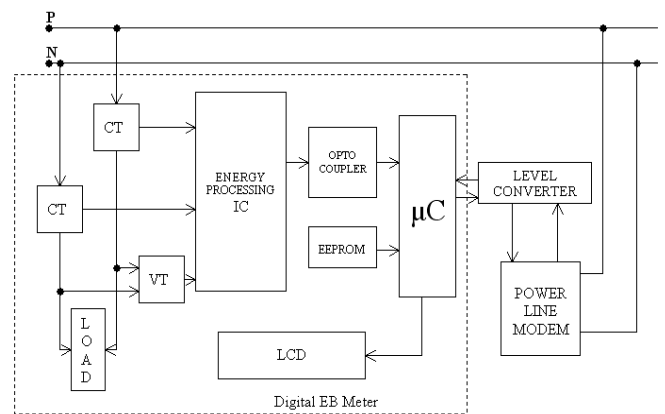 P
N
CT
CT
ENERGY
PROCESSING
IC
OPTO
COUPLER
EEPROM
µC
LEVEL
CONVERTER
POWER
LINE
MODEM
VT
L
O
A
D
LCD
Digital EB Meter